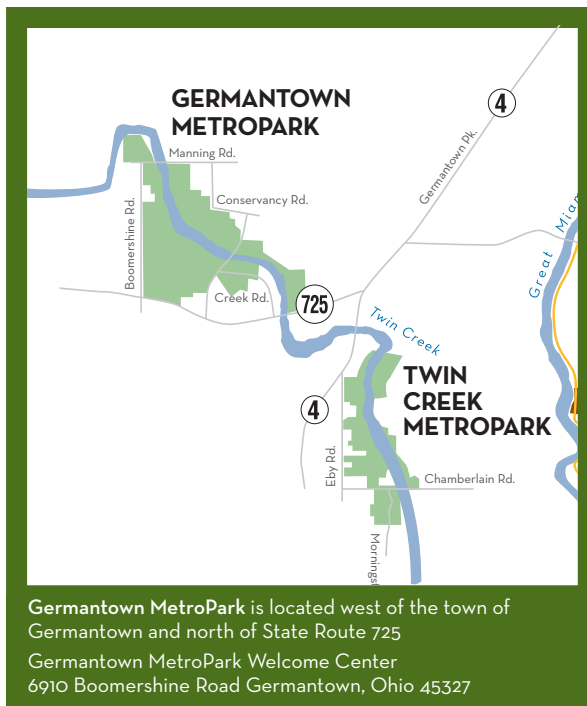 GERMANTOWN
METROPARK
4
Manning Rd.
Germantown Pk.
Conservancy Rd.
Boomershine Rd.
Great Miam
Creek Rd.
725
Twin Creek
TWIN
CREEK
METROPARK
4
Eby Rd.
Chamberlain Rd.
Mornings
Germantown MetroPark is located west of the town of
Germantown and north of State Route 725
Germantown MetroPark Welcome Center
6910 Boomershine Road Germantown, Ohio 45327